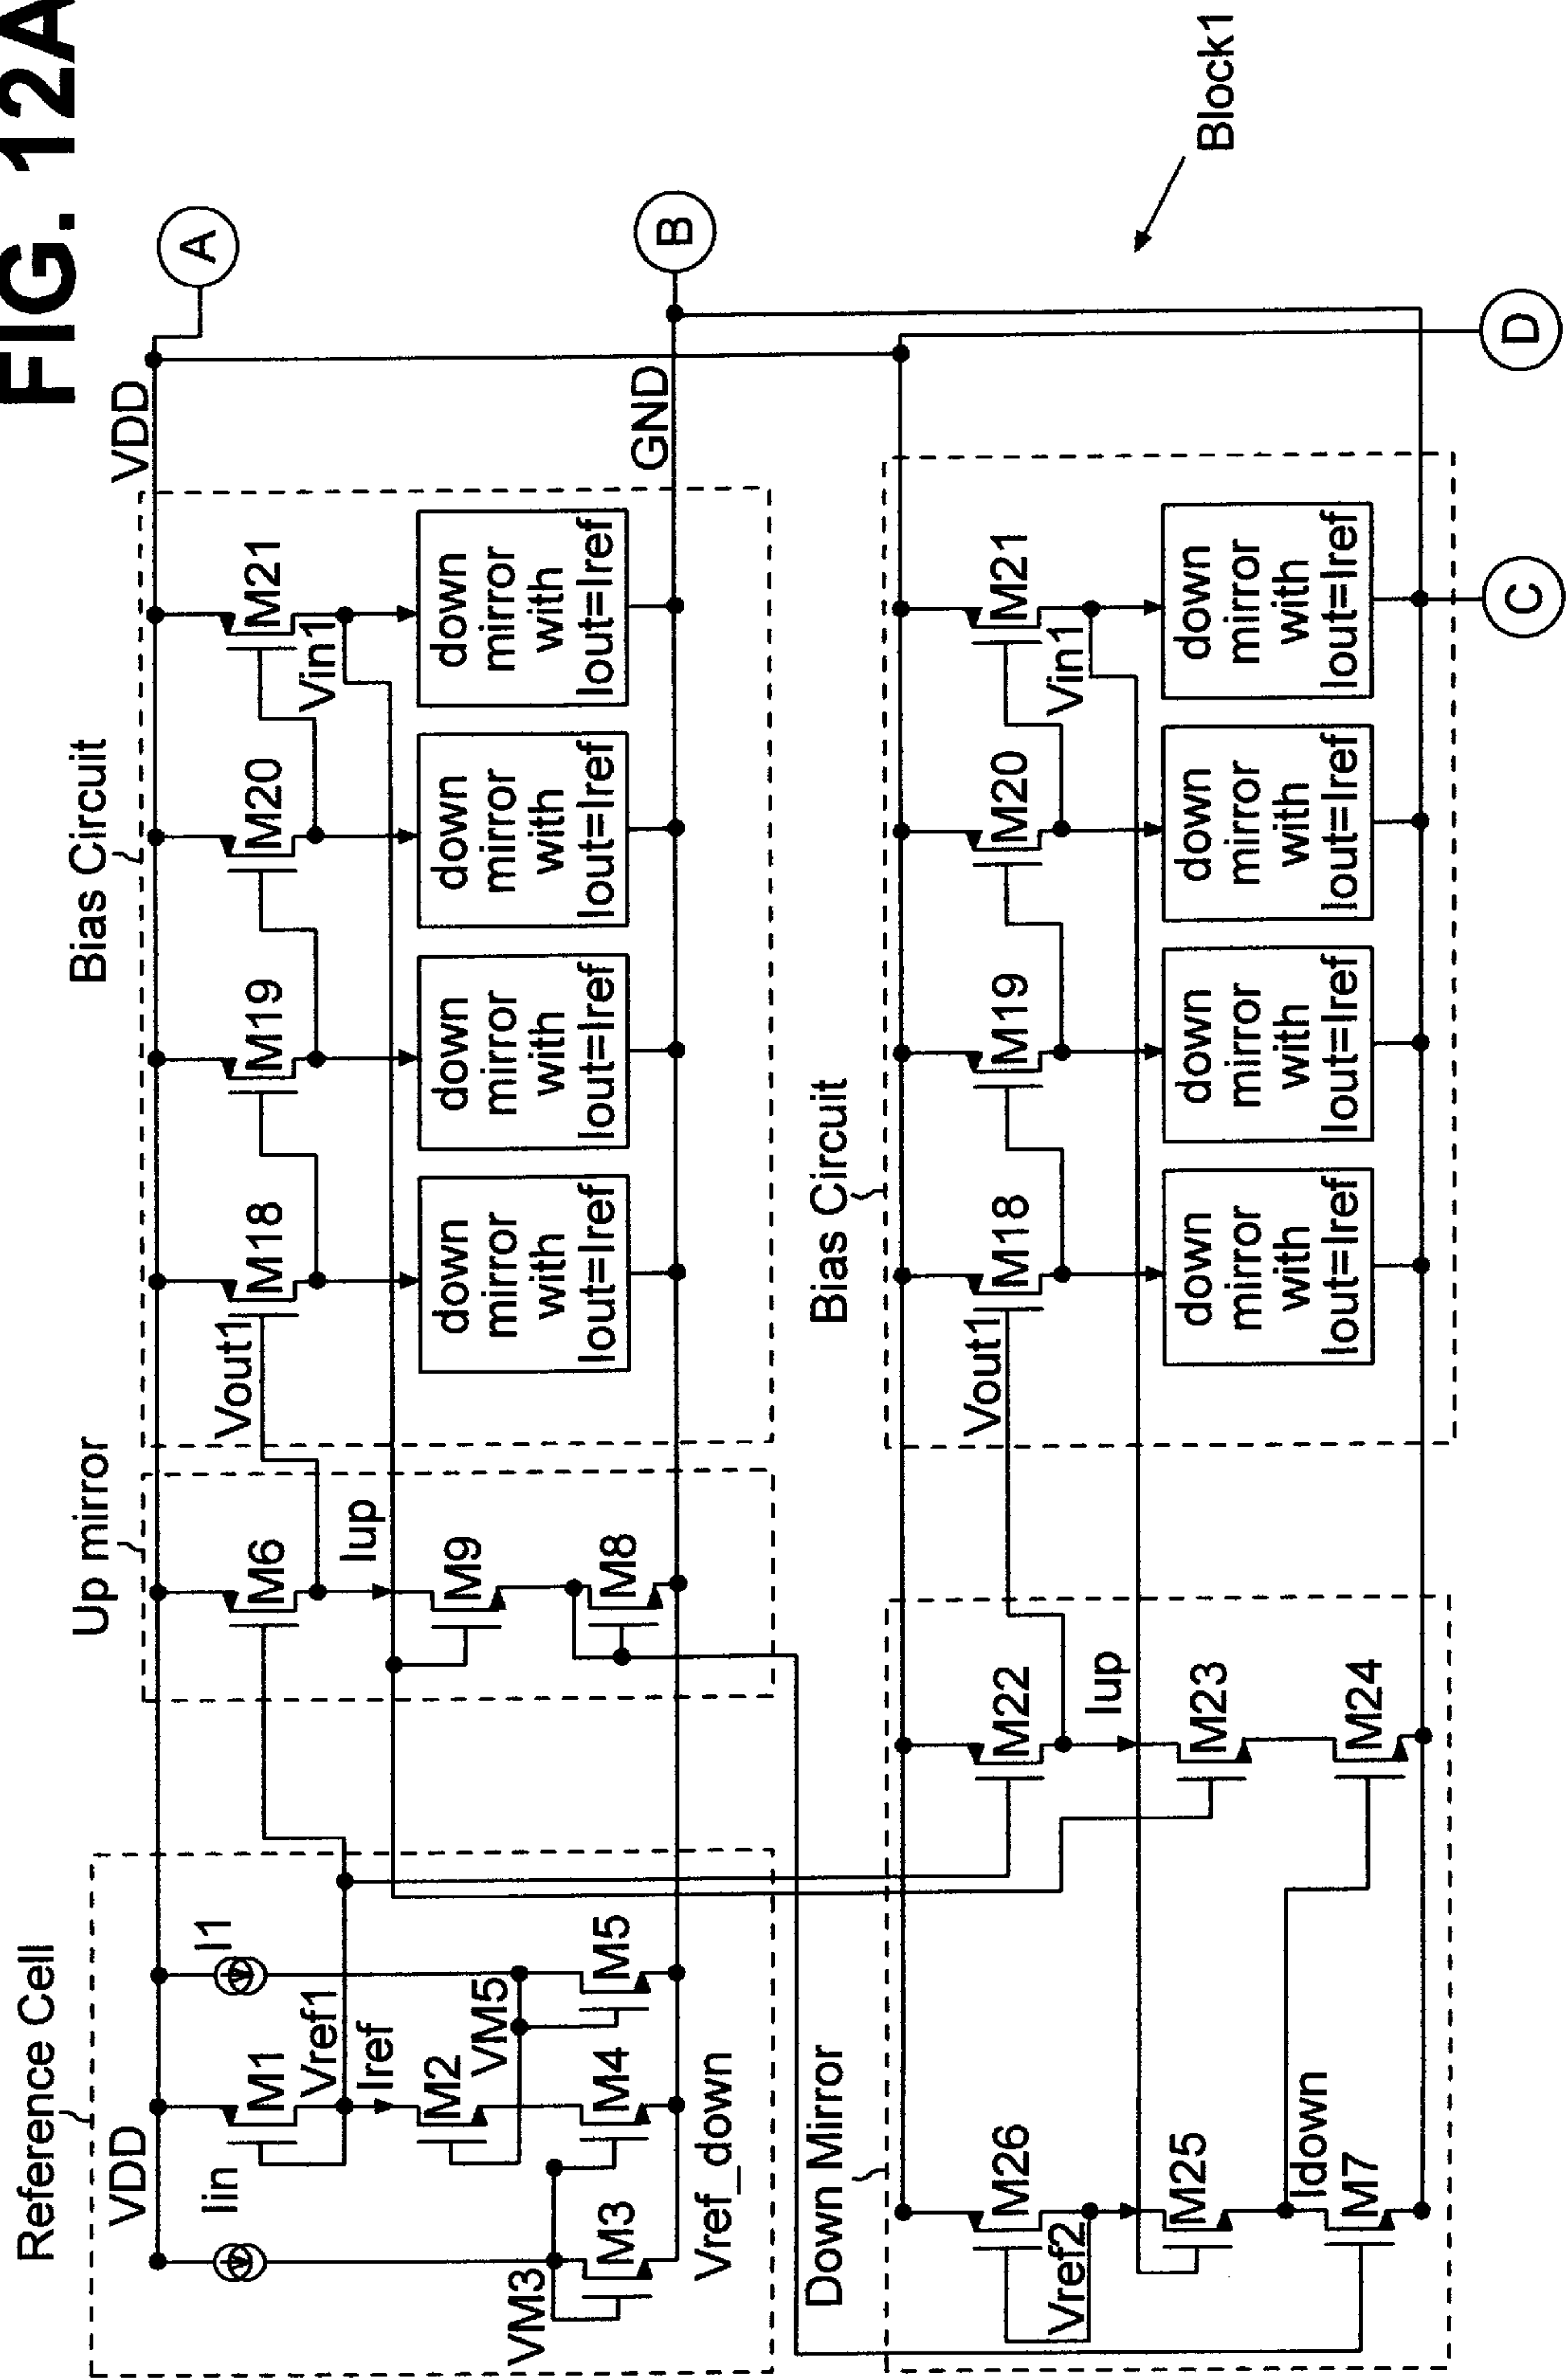 FIG. 12A
Reference Cell
Up mirror
Bias Circuit
VDD
VDD
A
Iin
I1
M1
M6
M18
M19
M20
M21
Vref1
Vout1
Vin1
Iref
Iup
M2
M9
VM5
VM3
M3
M4
M5
M8
down
mirror
with
Iout=Iref
down
mirror
with
Iout=Iref
down
mirror
with
Iout=Iref
down
mirror
with
Iout=Iref
GND
B
Vref_down
Down Mirror
Bias Circuit
Block1
M26
M22
M18
M19
M20
M21
Vref2
Vout1
Vin1
Iup
M25
M23
Idown
M7
M24
down
mirror
with
Iout=Iref
down
mirror
with
Iout=Iref
down
mirror
with
Iout=Iref
down
mirror
with
Iout=Iref
C
D